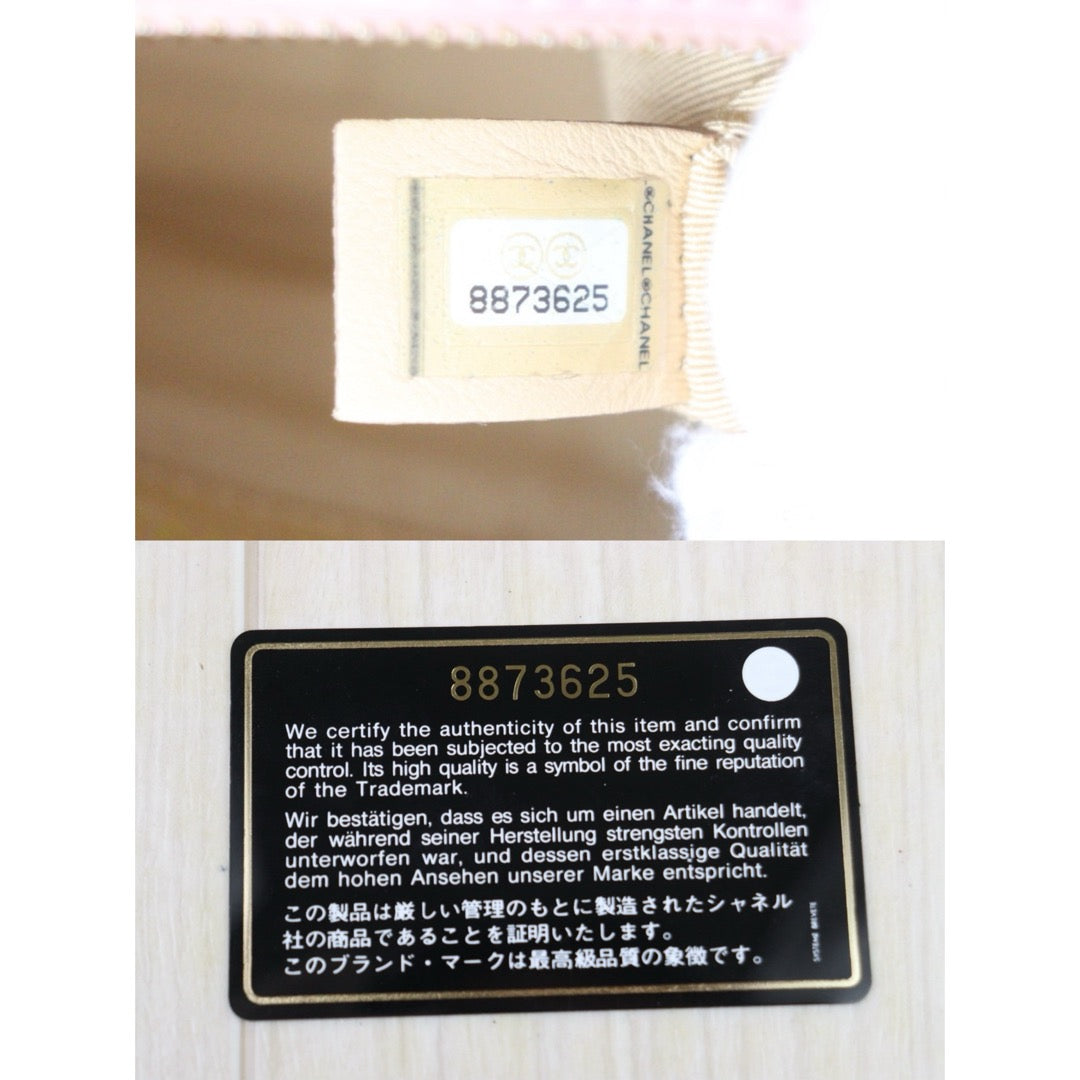 8873625
CHANEL CHANEL
8873625
We certify the authenticity of this item and confirm
that it has been subjected to the most exacting quality
control. Its high quality is a symbol of the fine reputation
of the Trademark.
Wir bestätigen, dass es sich um einen Artikel handelt,
der während seiner Herstellung strengsten Kontrollen
unterworfen war, und dessen erstklassige Qualität
dem hohen Ansehen unserer Marke entspricht.
この製品は厳しい管理のもとに製造されたシャネル
社の商品であることを証明いたします。
このブランド・マークは最高級品質の象徴です。